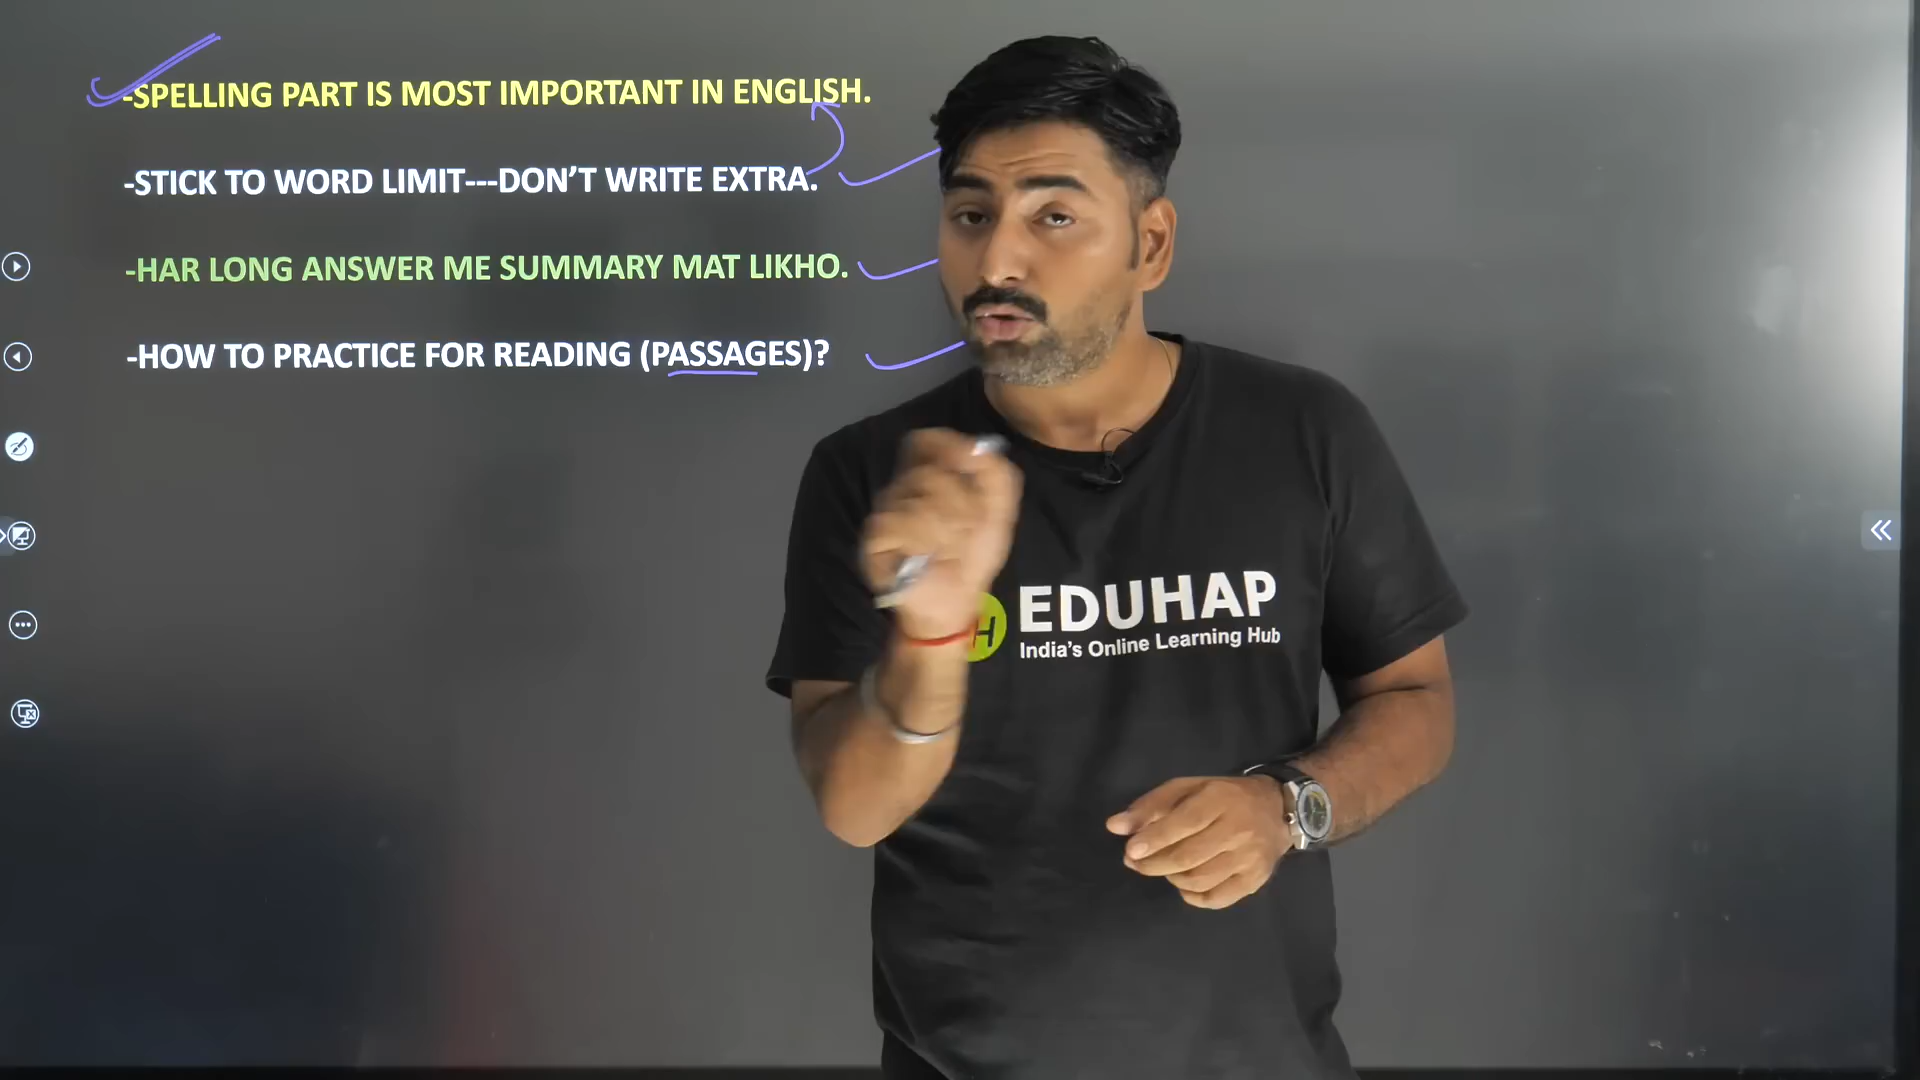 -SPELLING PART IS MOST IMPORTANT IN ENGLISH.
-STICK TO WORD LIMIT---DON’T WRITE EXTRA.
-HAR LONG ANSWER ME SUMMARY MAT LIKHO.
-HOW TO PRACTICE FOR READING (PASSAGES)?
H
EDUHAP
India's Online Learning Hub